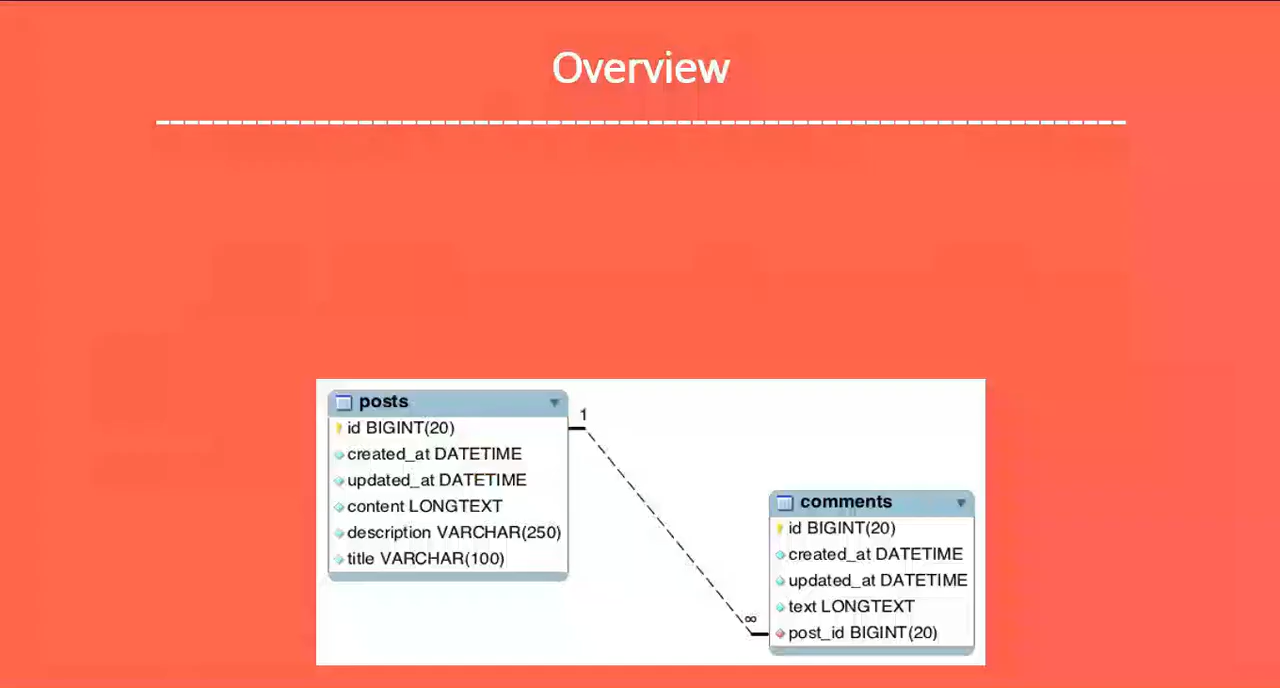 Overview
posts
id BIGINT(20)
created_at DATETIME
updated_at DATETIME
content LONGTEXT
description VARCHAR(250)
title VARCHAR(100)
1
∞
comments
id BIGINT(20)
created_at DATETIME
updated_at DATETIME
text LONGTEXT
post_id BIGINT(20)